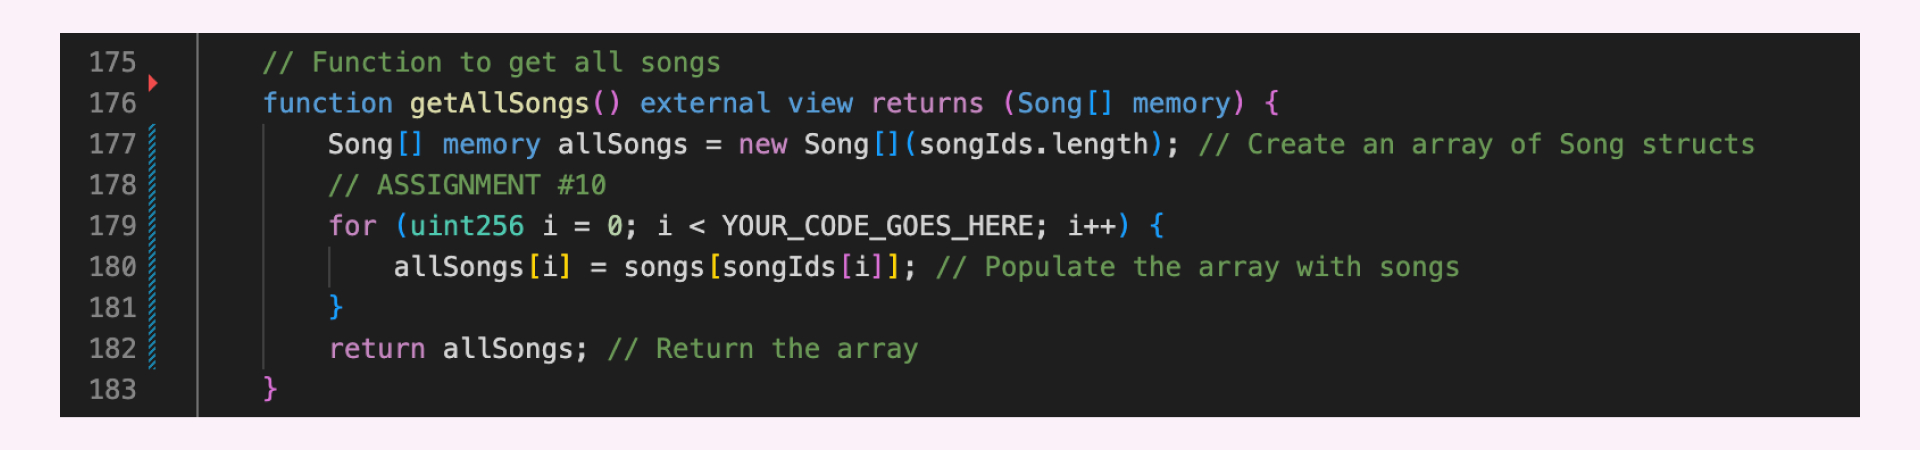 175 // Function to get all songs
176 function getAllSongs() external view returns (Song[] memory) {
177 Song[] memory allSongs = new Song[](songIds.length); // Create an array of Song structs
178 // ASSIGNMENT #10
179 for (uint256 i = 0; i < YOUR_CODE_GOES_HERE; i++) {
180 allSongs[i] = songs[songIds[i]]; // Populate the array with songs
181 }
182 return allSongs; // Return the array
183 }